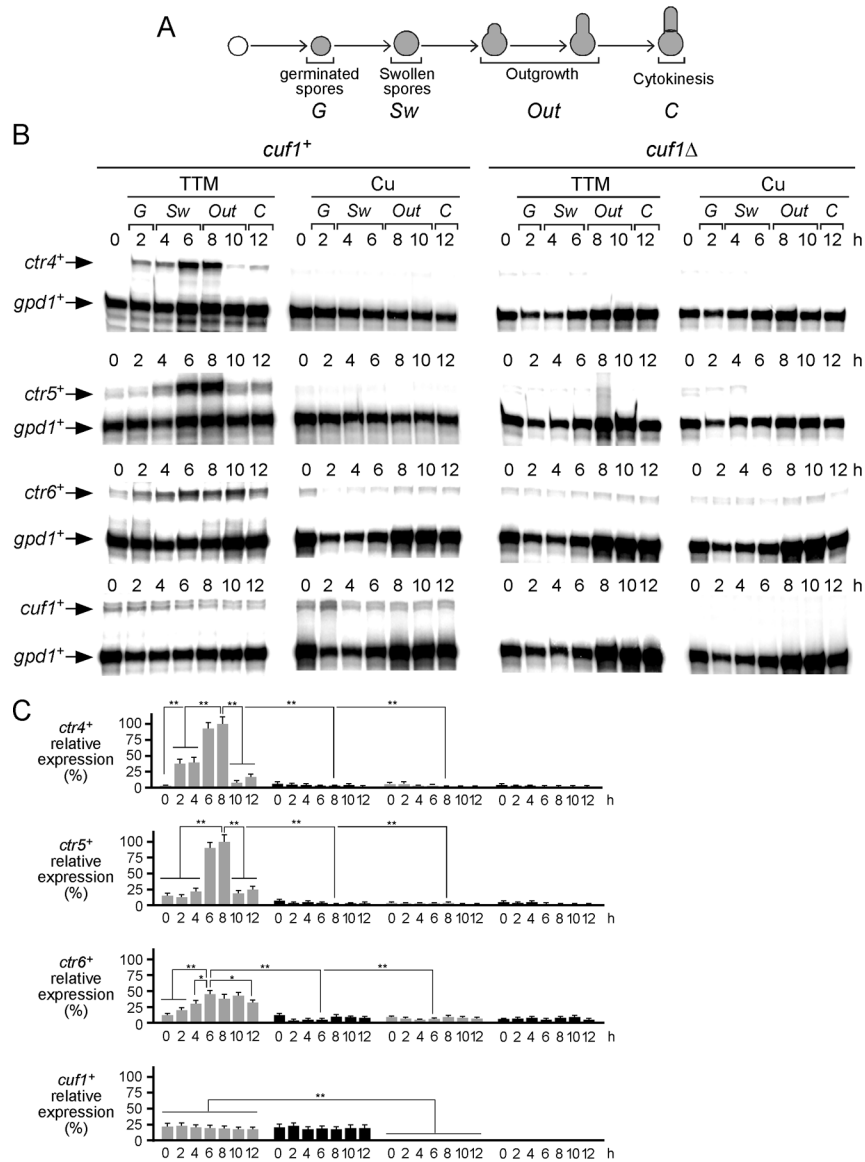 A
germinated spores
Swollen spores
Outgrowth
Cytokinesis
G Sw Out C
B
cuf1+ cuf1Δ
TTM Cu TTM Cu
G Sw Out C G Sw Out C G Sw Out C G Sw Out C
0 2 4 6 8 10 12 0 2 4 6 8 10 12 0 2 4 6 8 10 12 0 2 4 6 8 10 12 h
ctr4+
gpd1+
0 2 4 6 8 10 12 0 2 4 6 8 10 12 0 2 4 6 8 10 12 0 2 4 6 8 10 12 h
ctr5+
gpd1+
0 2 4 6 8 10 12 0 2 4 6 8 10 12 0 2 4 6 8 10 12 0 2 4 6 8 10 12 h
ctr6+
gpd1+
0 2 4 6 8 10 12 0 2 4 6 8 10 12 0 2 4 6 8 10 12 0 2 4 6 8 10 12 h
cuf1+
gpd1+
C
ctr4+
relative
expression
(%)
100
75
50
25
0
** ** ** ** **
0 2 4 6 8 10 12 0 2 4 6 8 10 12 0 2 4 6 8 10 12 0 2 4 6 8 10 12 h
ctr5+
relative
expression
(%)
100
75
50
25
0
** ** ** **
0 2 4 6 8 10 12 0 2 4 6 8 10 12 0 2 4 6 8 10 12 0 2 4 6 8 10 12 h
ctr6+
relative
expression
(%)
100
75
50
25
0
** * * ** **
0 2 4 6 8 10 12 0 2 4 6 8 10 12 0 2 4 6 8 10 12 0 2 4 6 8 10 12 h
cuf1+
relative
expression
(%)
100
75
50
25
0
**
0 2 4 6 8 10 12 0 2 4 6 8 10 12 0 2 4 6 8 10 12 0 2 4 6 8 10 12 h